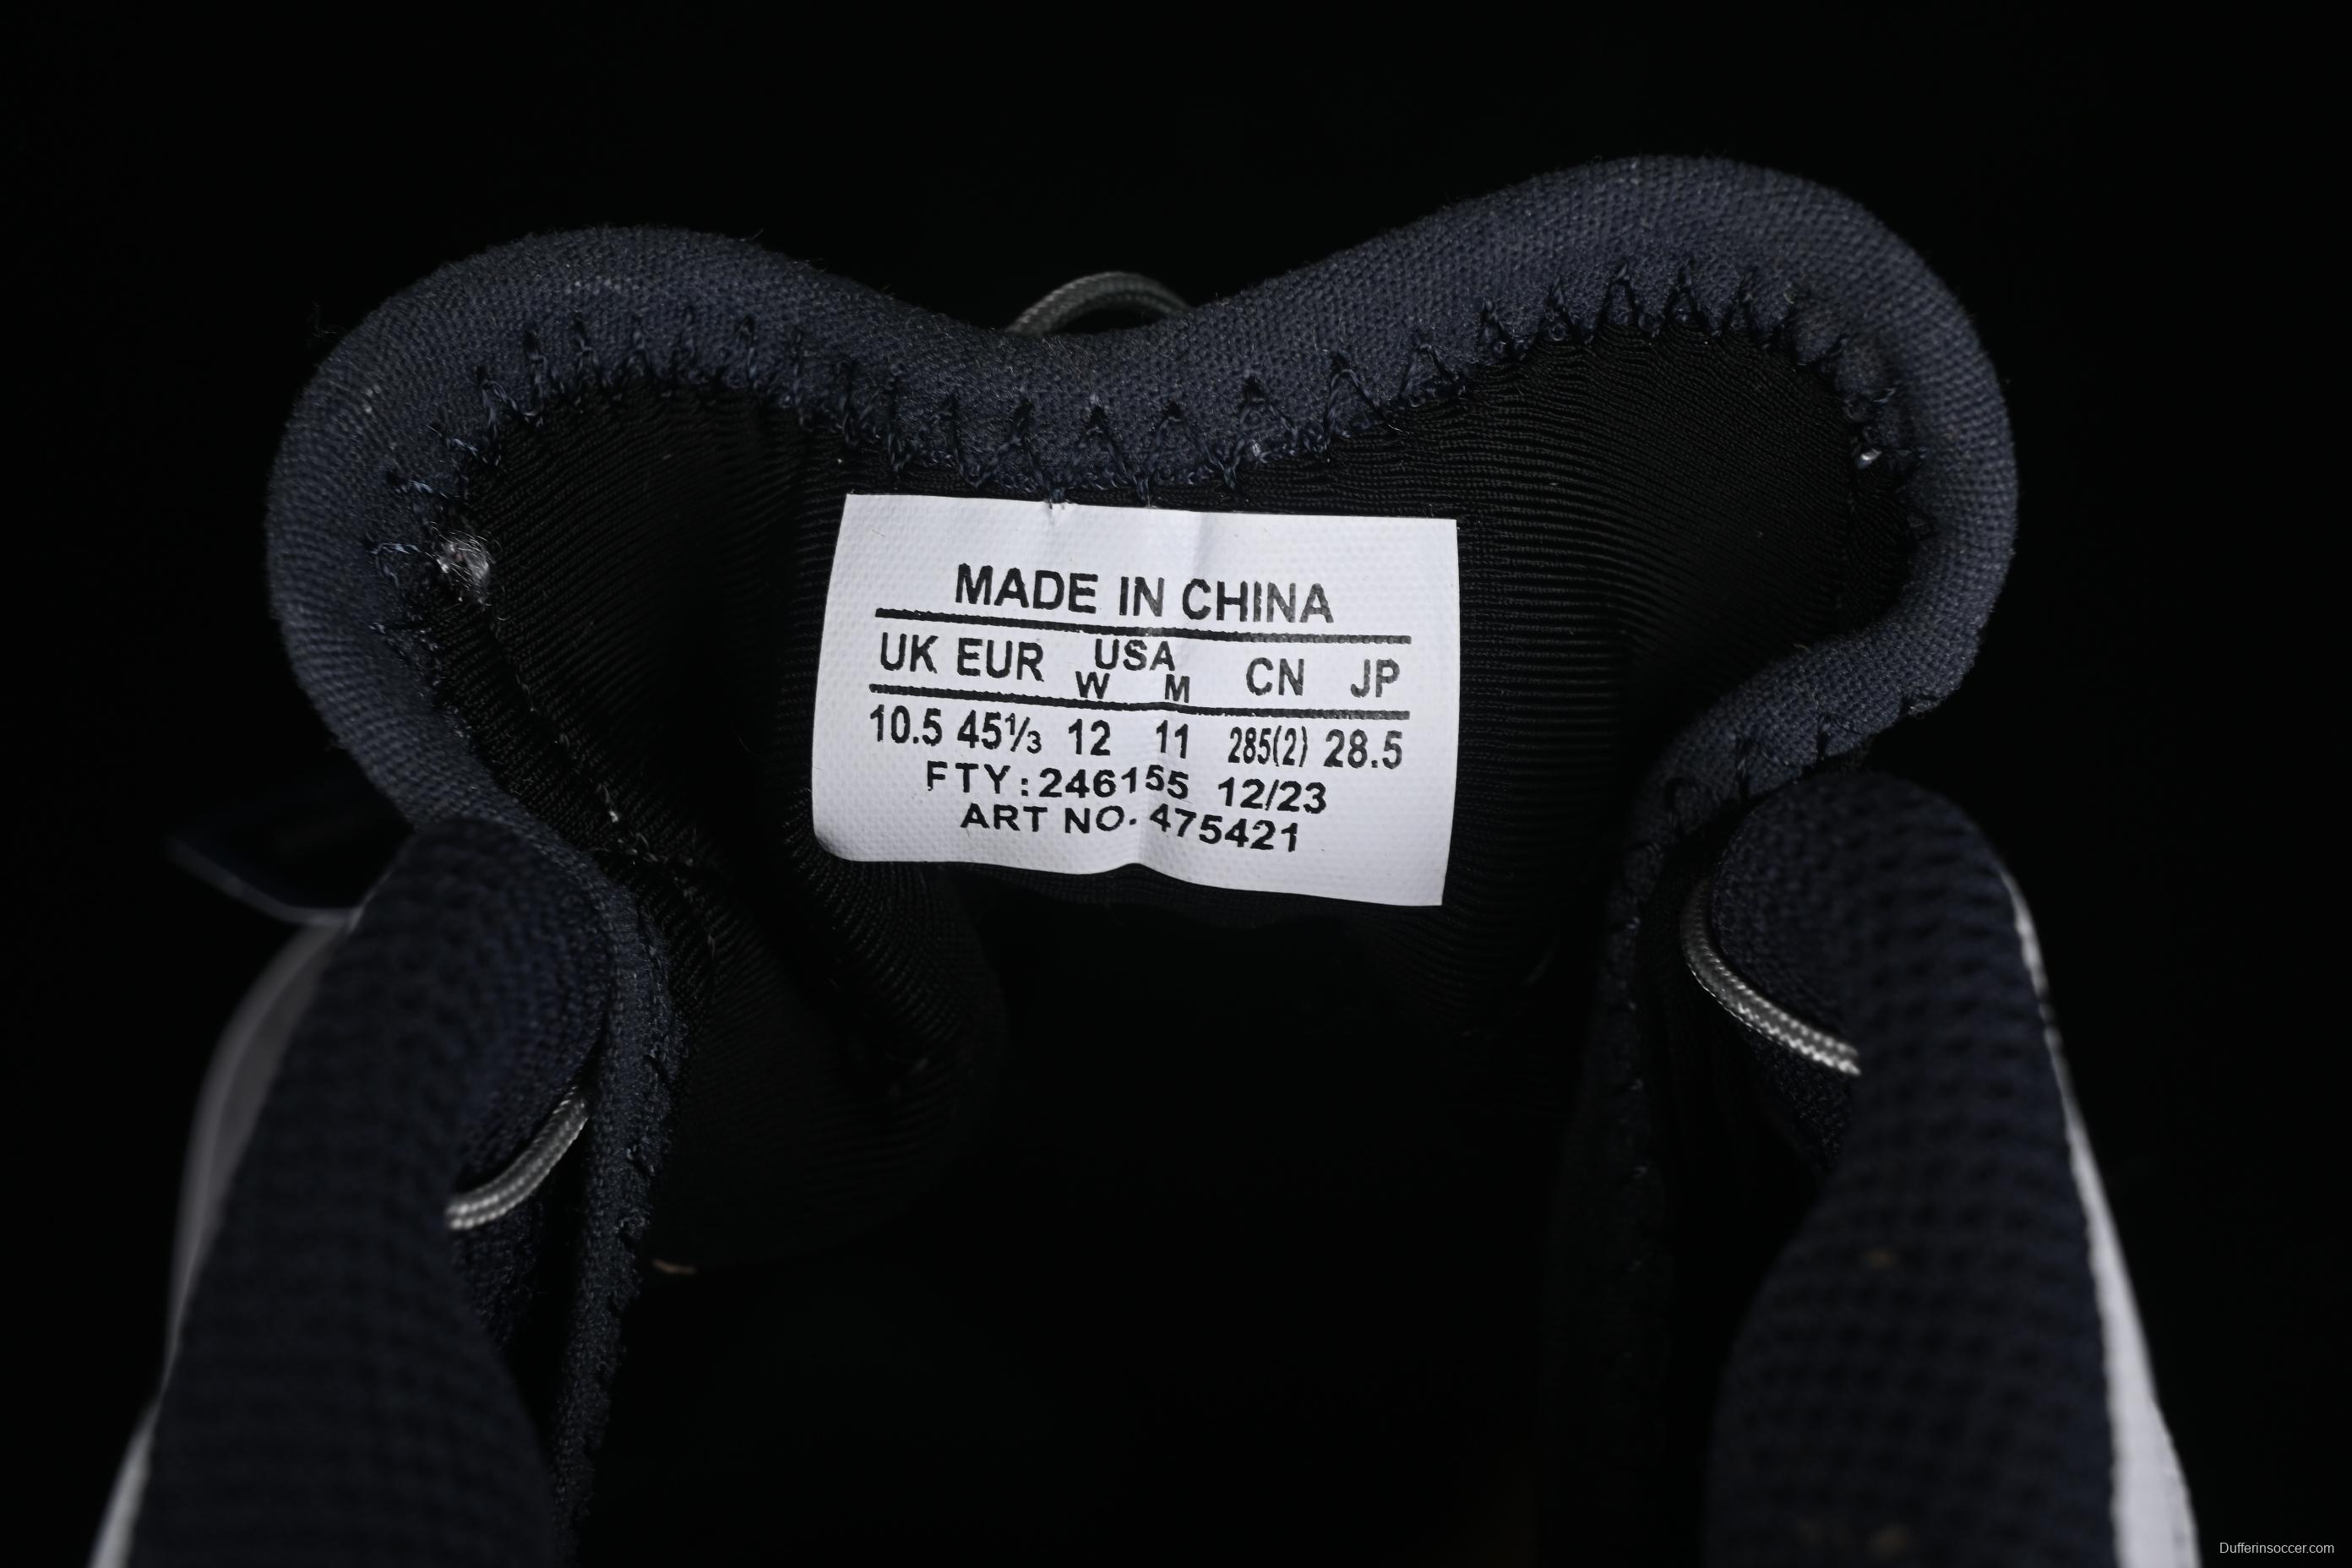 MADE IN CHINA
UK EUR USA CN JP
W M
10.5 45⅓ 12 11 285(2) 28.5
FTY:246155 12/23
ART NO. 475421
Dufferinsoccer.com